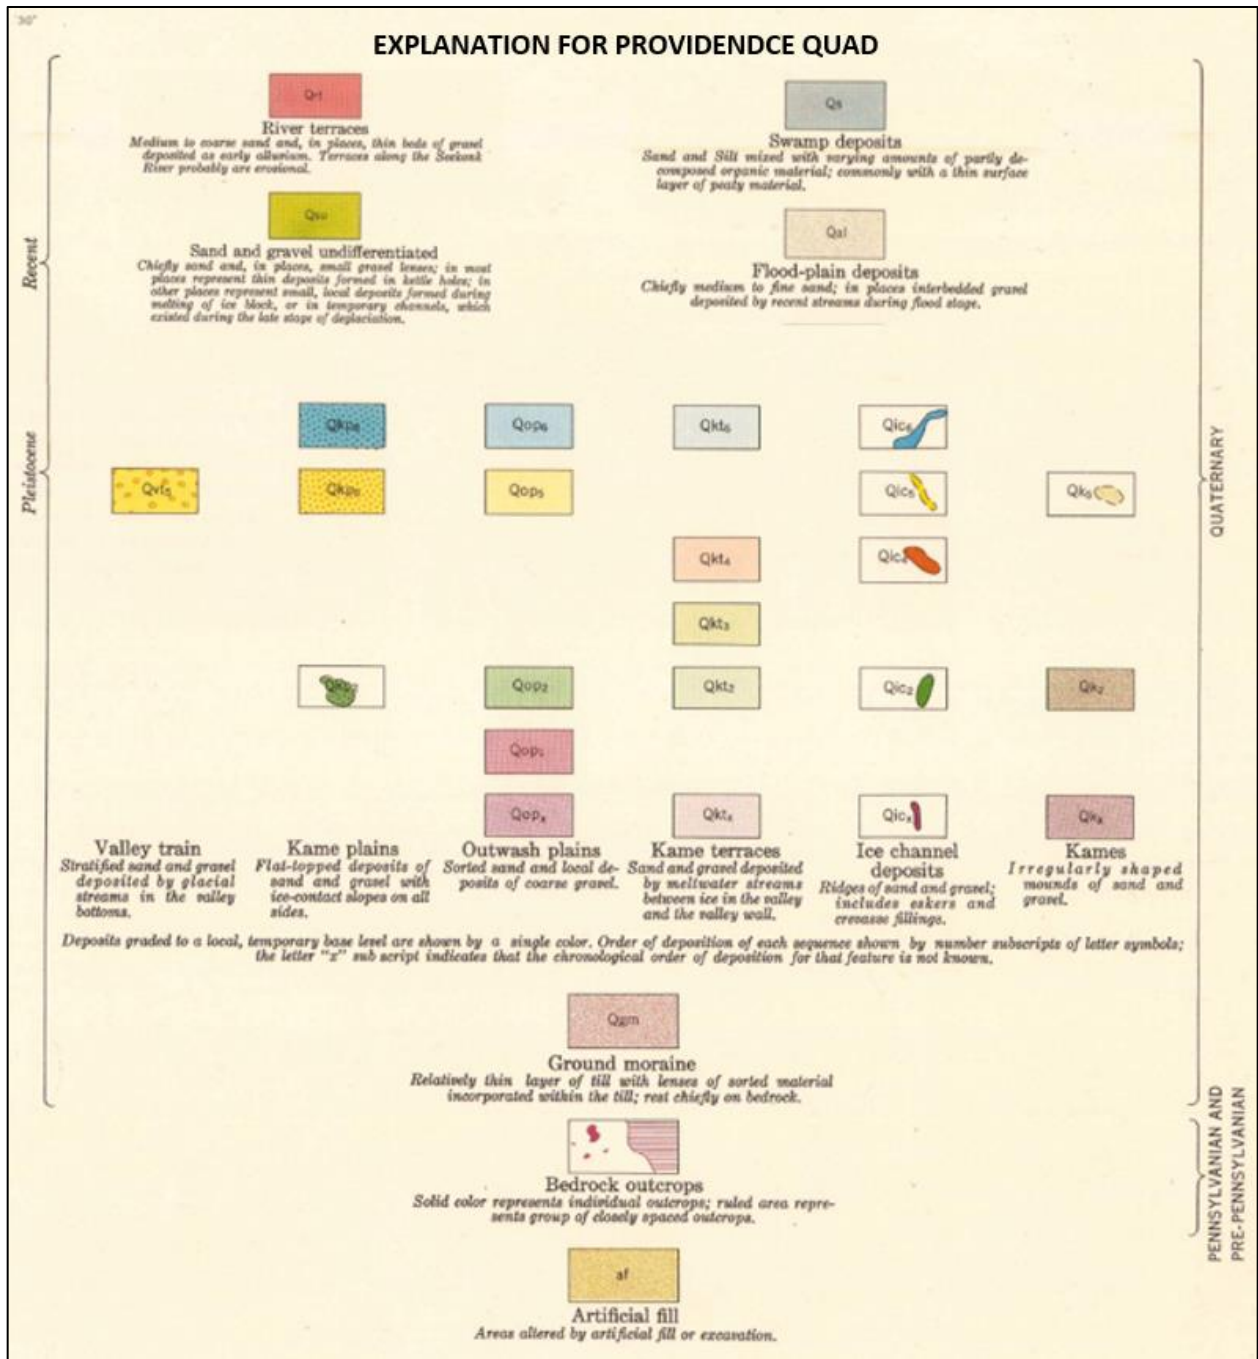 30°
EXPLANATION FOR PROVIDENDCE QUAD
Qrt
River terraces
Medium to coarse sand and, in places, thin beds of gravel
deposited as early alluvium. Terraces along the Seekonk
River probably are erosional.
Qs
Swamp deposits
Sand and Silt mized with varying amounts of partly de-
composed organic material; commonly with a thin surface
layer of peaty material.
Qsu
Sand and gravel undifferentiated
Chiefly sand and, in places, small gravel lenses; in most
places represent thin deposits formed in kettle holes; in
other places represent small, local deposits formed during
melting of ice block, or in temporary channels, which
existed during the late stage of deglaciation.
Qal
Flood-plain deposits
Chiefly medium to fine sand; in places interbedded gravel
deposited by recent streams during flood stage.
Recent
Pleistocene
QUATERNARY
Qkp₆ Qop₆ Qkt₆ Qic₆
Qvt₅ Qkp₅ Qop₅ Qic₅ Qk₅
Qkt₄ Qic₄
Qkt₃
Qkp₂ Qop₂ Qkt₂ Qic₂ Qk₂
Qop₁
Qopₓ Qktₓ Qicₓ Qkₓ
Valley train
Stratified sand and gravel
deposited by glacial
streams in the valley
bottoms.
Kame plains
Flat-topped deposits of
sand and gravel with
ice-contact slopes on all
sides.
Outwash plains
Sorted sand and local de-
posits of coarse gravel.
Kame terraces
Sand and gravel deposited
by meltwater streams
between ice in the valley
and the valley wall.
Ice channel
deposits
Ridges of sand and gravel;
includes eskers and
crevasse fillings.
Kames
Irregularly shaped
mounds of sand and
gravel.
Deposits graded to a local, temporary base level are shown by a single color. Order of deposition of each sequence shown by number subscripts of letter symbols;
the letter "x" sub script indicates that the chronological order of deposition for that feature is not known.
Qgm
Ground moraine
Relatively thin layer of till with lenses of sorted material
incorporated within the till; rest chiefly on bedrock.
Bedrock outcrops
Solid color represents individual outcrops; ruled area repre-
sents group of closely spaced outcrops.
PENNSYLVANIAN AND
PRE-PENNSYLVANIAN
af
Artificial fill
Areas altered by artificial fill or excavation.